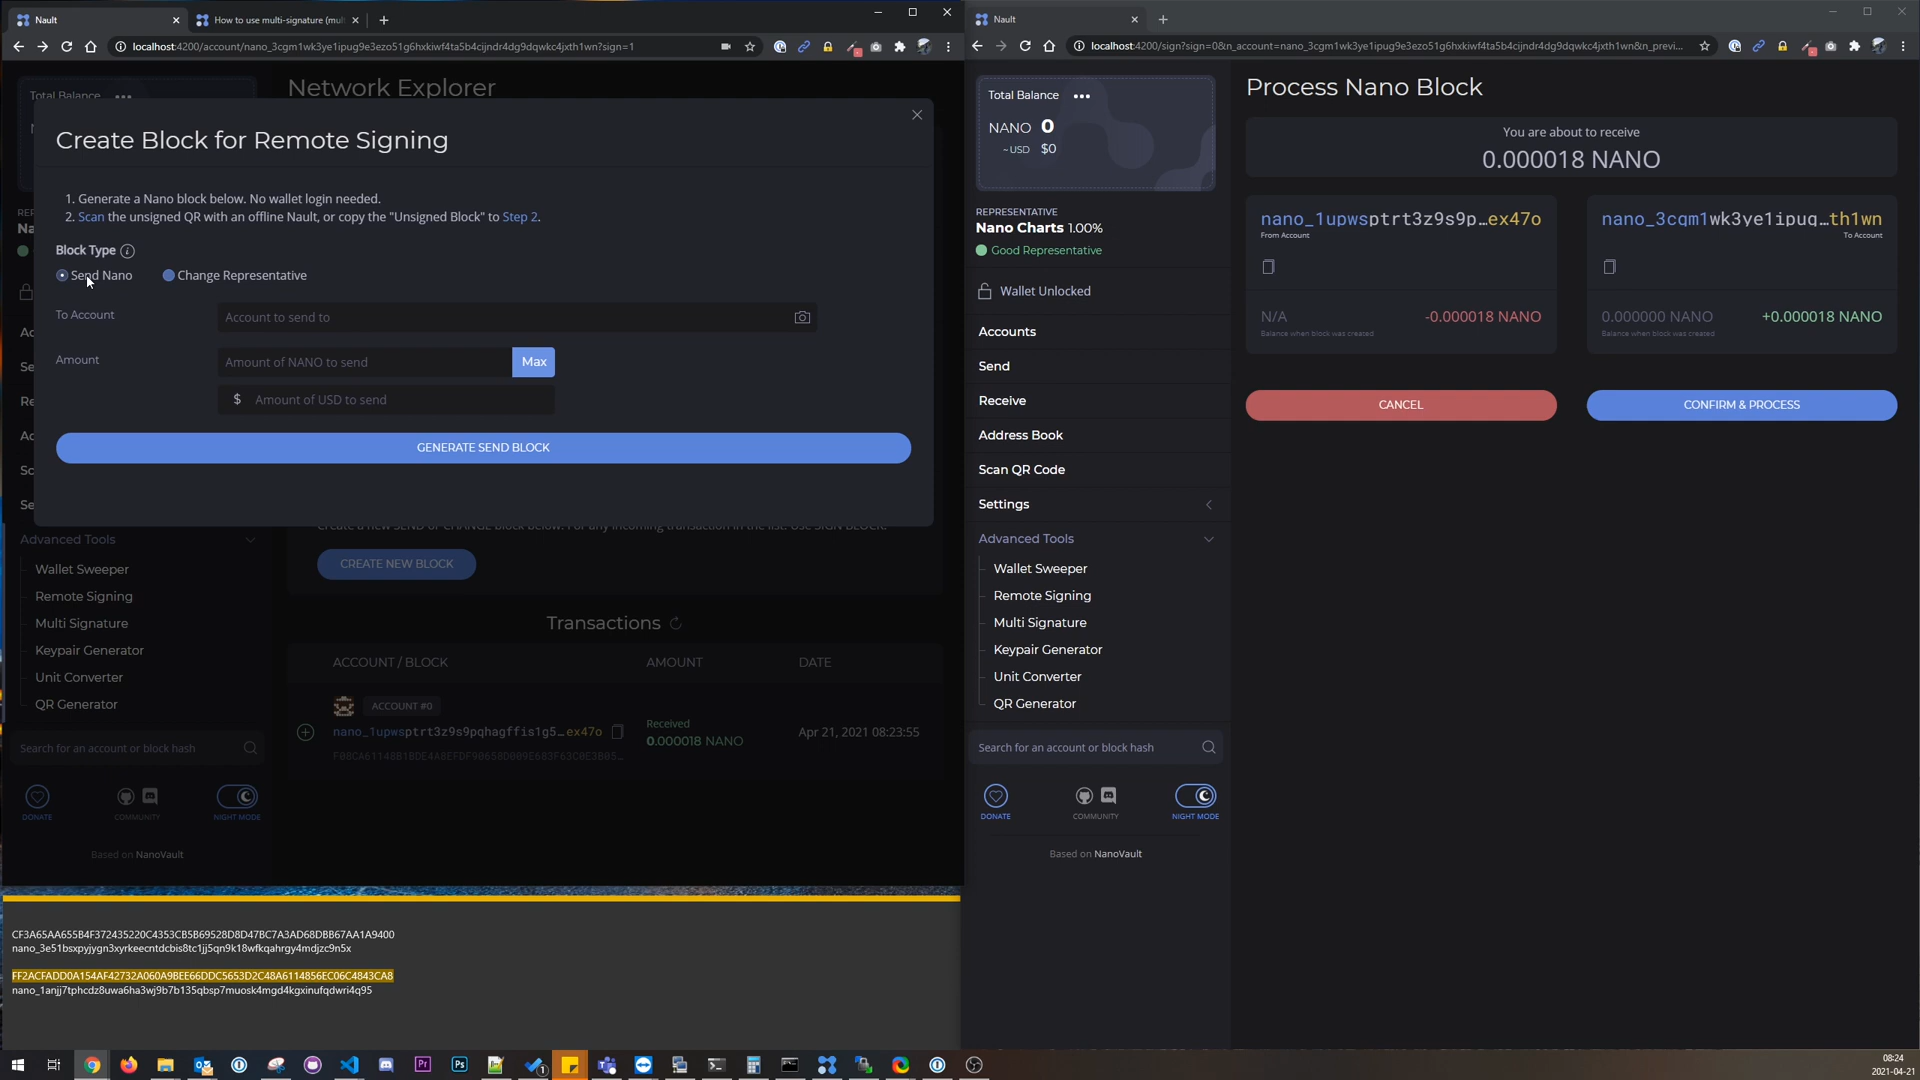 Nault
How to use multi-signature (mul
localhost:4200/account/nano_3cgm1wk3ye1ipug9e3ezo51g6hxkiwf4ta5b4cijndr4dg9dqwkc4jxth1wn?sign=1
Total Balance
Network Explorer
Create Block for Remote Signing
1. Generate a Nano block below. No wallet login needed.
2. Scan the unsigned QR with an offline Nault, or copy the "Unsigned Block" to Step 2.
Block Type
Send Nano
Change Representative
To Account
Account to send to
Amount
Amount of NANO to send
Max
$ Amount of USD to send
GENERATE SEND BLOCK
CREATE NEW BLOCK
Advanced Tools
Wallet Sweeper
Remote Signing
Multi Signature
Keypair Generator
Unit Converter
QR Generator
Search for an account or block hash
DONATE
COMMUNITY
NIGHT MODE
Based on NanoVault
Transactions
ACCOUNT / BLOCK
AMOUNT
DATE
ACCOUNT #0
nano_1upwsptrt3z9s9pqhagffis1g5…ex47o
Received
0.000018 NANO
Apr 21, 2021 08:23:55
CF3A65AA655B4F372435220C4353CB5B69528D8D47BC7A3AD68DBB67AA1A9400
nano_3e51bsxpyjygn3xyrkeecntdcbis8tc1jj5qn9k18wfkqahrgy4mdjzc9n5x
FF2ACFADD0A154AF42732A060A9BEE66DDC5653D2C48A6114856EC06C4843CA8
nano_1anjj7tphcdz8uwa6ha3wj9b7b135qbsp7muosk4mgd4kgxinufqdwri4q95
Nault
localhost:4200/sign?sign=0&n_account=nano_3cgm1wk3ye1ipug9e3ezo51g6hxkiwf4ta5b4cijndr4dg9dqwkc4jxth1wn&n_previ...
Total Balance
NANO 0
~USD $0
REPRESENTATIVE
Nano Charts 1.00%
Good Representative
Wallet Unlocked
Accounts
Send
Receive
Address Book
Scan QR Code
Settings
Advanced Tools
Wallet Sweeper
Remote Signing
Multi Signature
Keypair Generator
Unit Converter
QR Generator
Search for an account or block hash
DONATE
COMMUNITY
NIGHT MODE
Based on NanoVault
Process Nano Block
You are about to receive
0.000018 NANO
nano_1upwsptrt3z9s9p…ex47o
From Account
N/A
-0.000018 NANO
Balance when block was created
nano_3cgm1wk3ye1ipug…th1wn
To Account
0.000000 NANO
+0.000018 NANO
Balance when block was created
CANCEL
CONFIRM & PROCESS
08:24
2021-04-21